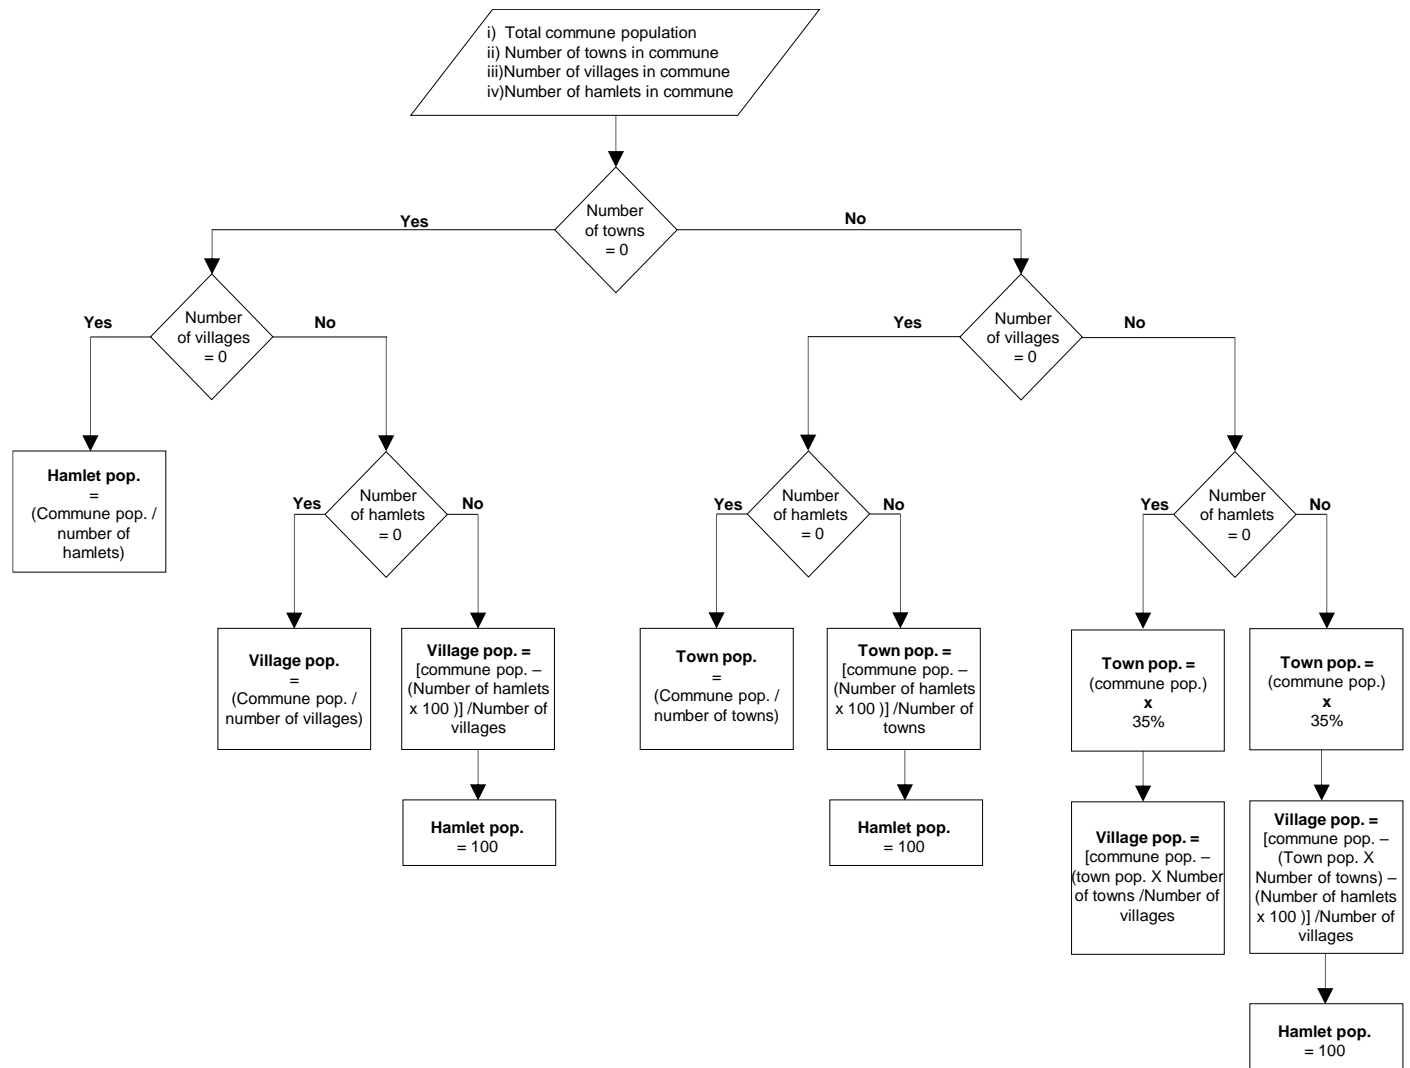 i)  Total commune population
ii) Number of towns in commune
iii)Number of villages in commune
iv)Number of hamlets in commune
Number
of towns
= 0
Yes
No
Number
of villages
= 0
Yes
No
Number
of villages
= 0
Yes
No
Hamlet pop.
=
(Commune pop. /
number of
hamlets)
Number
of hamlets
= 0
Yes
No
Number
of hamlets
= 0
Yes
No
Number
of hamlets
= 0
Yes
No
Village pop.
=
(Commune pop. /
number of villages)
Village pop. =
[commune pop. –
(Number of hamlets
x 100 )] /Number of
villages
Hamlet pop.
= 100
Town pop.
=
(Commune pop. /
number of towns)
Town pop. =
[commune pop. –
(Number of hamlets
x 100 )] /Number of
towns
Hamlet pop.
= 100
Town pop. =
(commune pop.)
x
35%
Village pop. =
[commune pop. –
(town pop. X Number
of towns /Number of
villages
Town pop. =
(commune pop.)
x
35%
Village pop. =
[commune pop. –
(Town pop. X
Number of towns) –
(Number of hamlets
x 100 )] /Number of
villages
Hamlet pop.
= 100